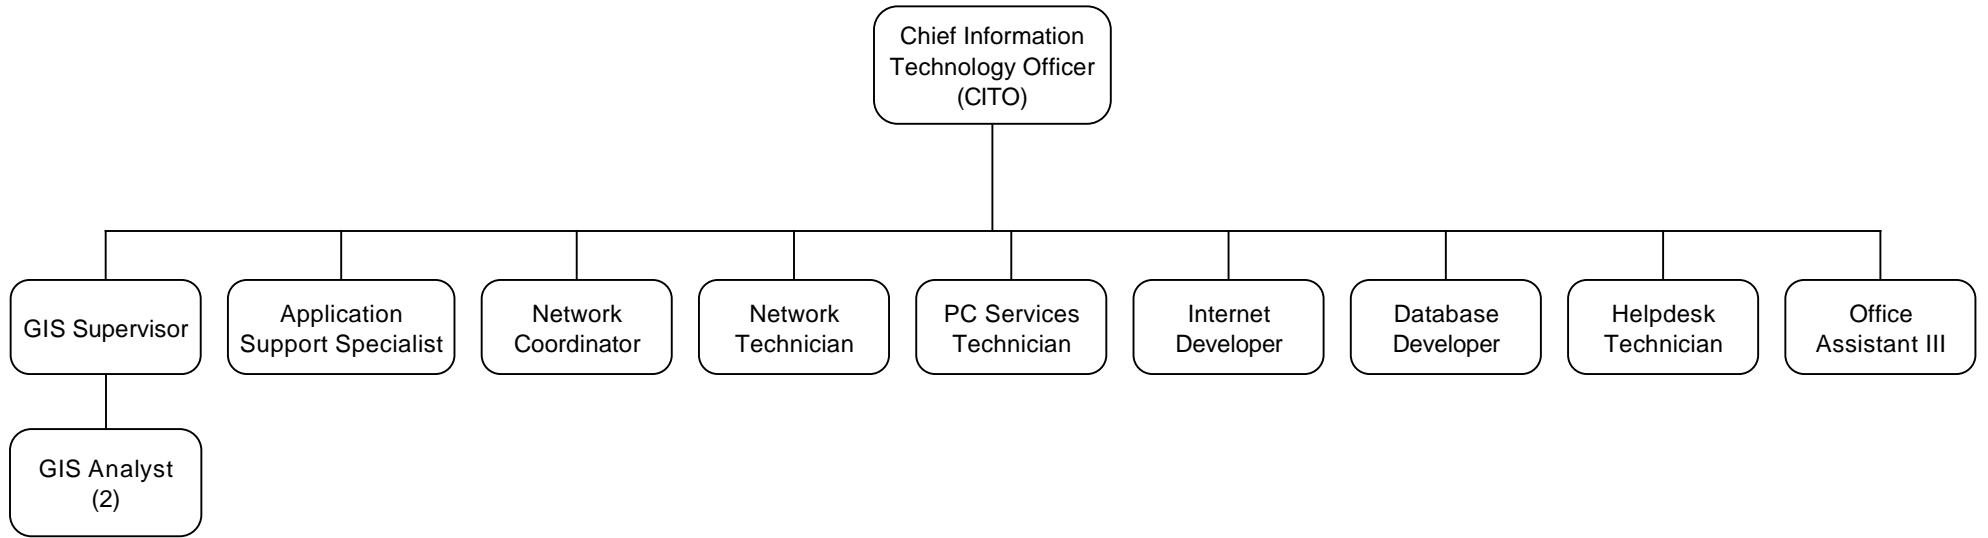 Chief Information
Technology Officer
(CITO)
GIS Supervisor
Application
Support Specialist
Network
Coordinator
Network
Technician
PC Services
Technician
Internet
Developer
Database
Developer
Helpdesk
Technician
Office
Assistant III
GIS Analyst
(2)